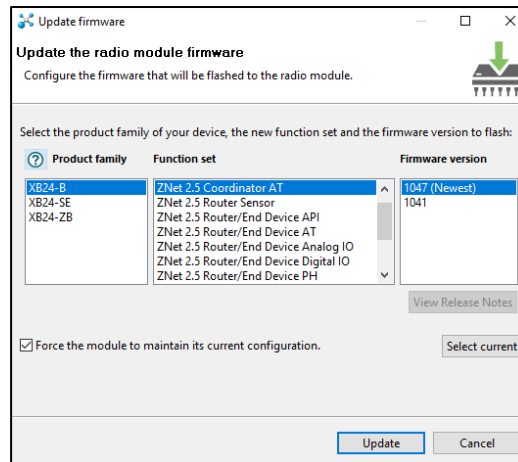 Update firmware
Update the radio module firmware
Configure the firmware that will be flashed to the radio module.
Select the product family of your device, the new function set and the firmware version to flash:
? Product family
Function set
Firmware version
XB24-B
XB24-SE
XB24-ZB
ZNet 2.5 Coordinator AT
ZNet 2.5 Router Sensor
ZNet 2.5 Router/End Device API
ZNet 2.5 Router/End Device AT
ZNet 2.5 Router/End Device Analog IO
ZNet 2.5 Router/End Device Digital IO
ZNet 2.5 Router/End Device PH
1047 (Newest)
1041
View Release Notes
Force the module to maintain its current configuration.
Select current
Update
Cancel